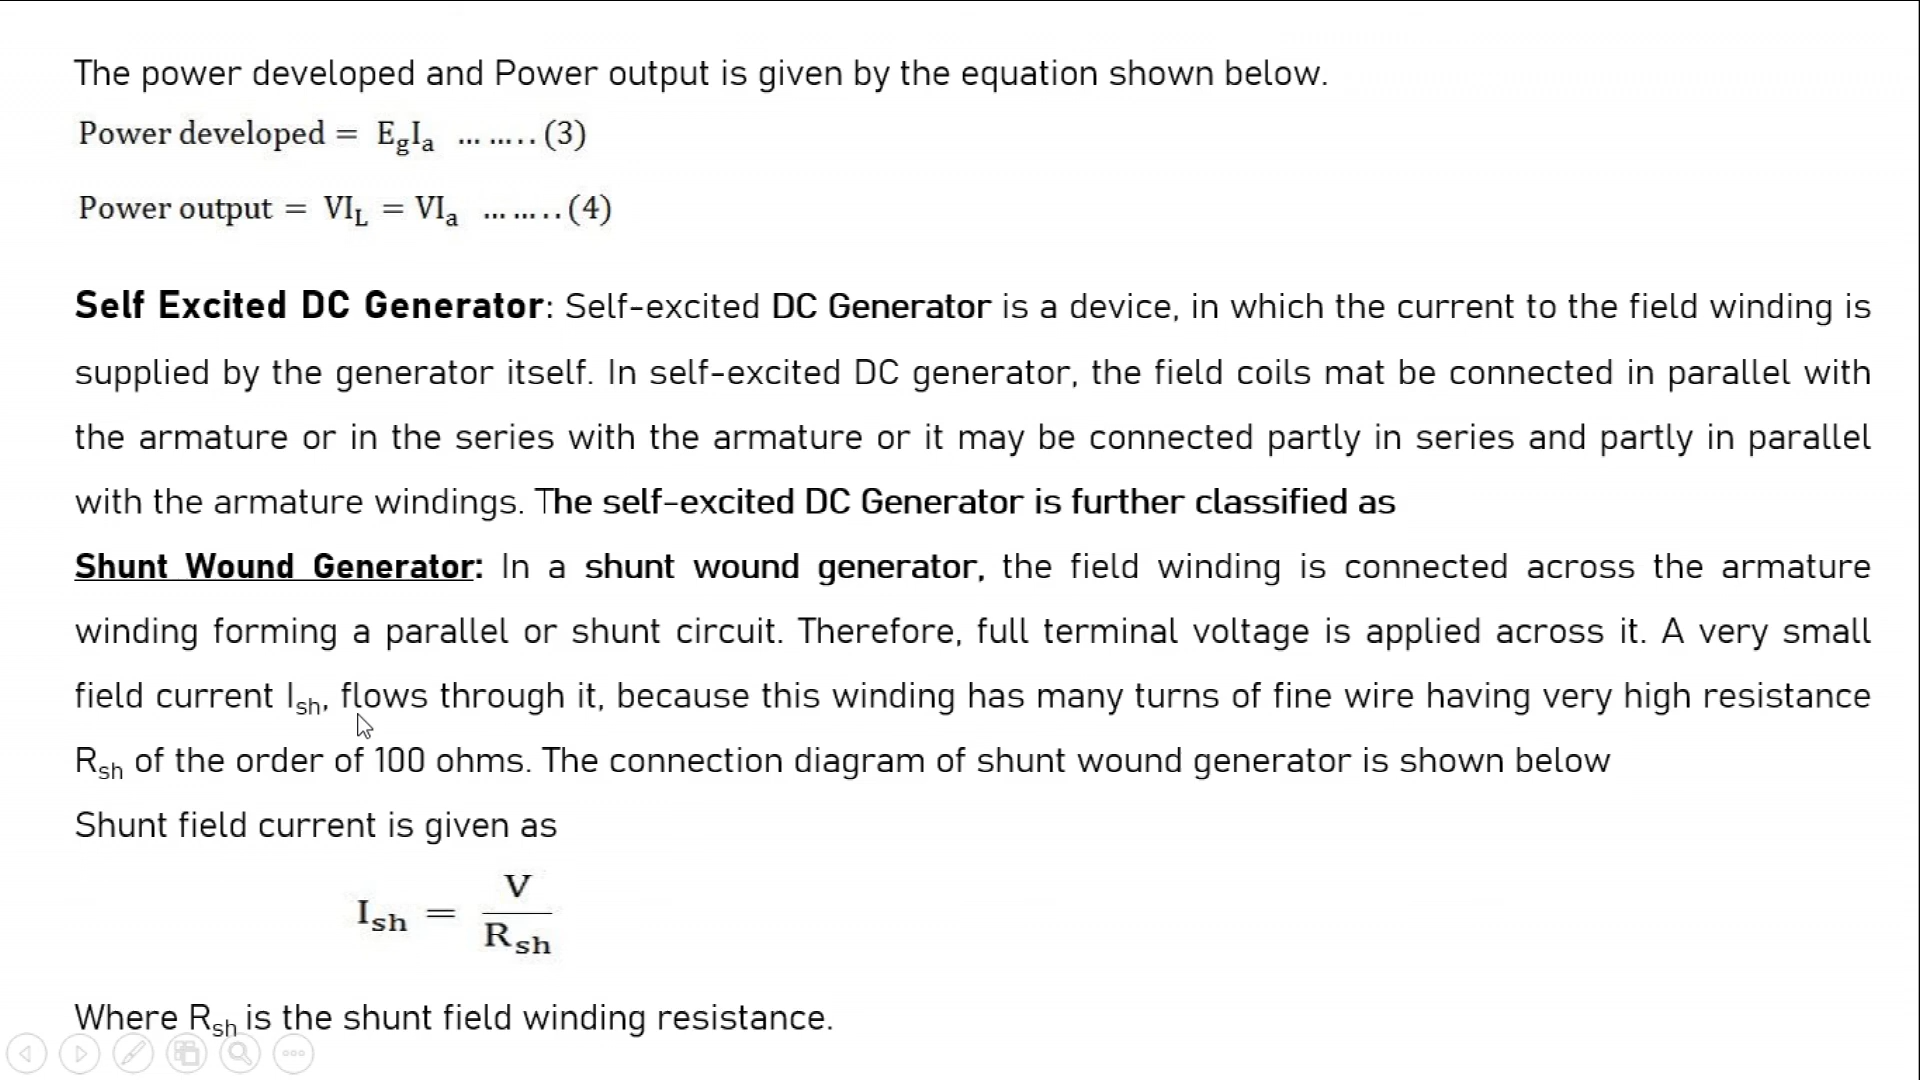 The power developed and Power output is given by the equation shown below.
Power developed = EgIa ... ... . . (3)
Power output = VIL = VIa ... ... . . (4)
Self Excited DC Generator: Self-excited DC Generator is a device, in which the current to the field winding is
supplied by the generator itself. In self-excited DC generator, the field coils mat be connected in parallel with
the armature or in the series with the armature or it may be connected partly in series and partly in parallel
with the armature windings. The self-excited DC Generator is further classified as
Shunt Wound Generator: In a shunt wound generator, the field winding is connected across the armature
winding forming a parallel or shunt circuit. Therefore, full terminal voltage is applied across it. A very small
field current Ish, flows through it, because this winding has many turns of fine wire having very high resistance
Rsh of the order of 100 ohms. The connection diagram of shunt wound generator is shown below
Shunt field current is given as
Ish = V / Rsh
Where Rsh is the shunt field winding resistance.